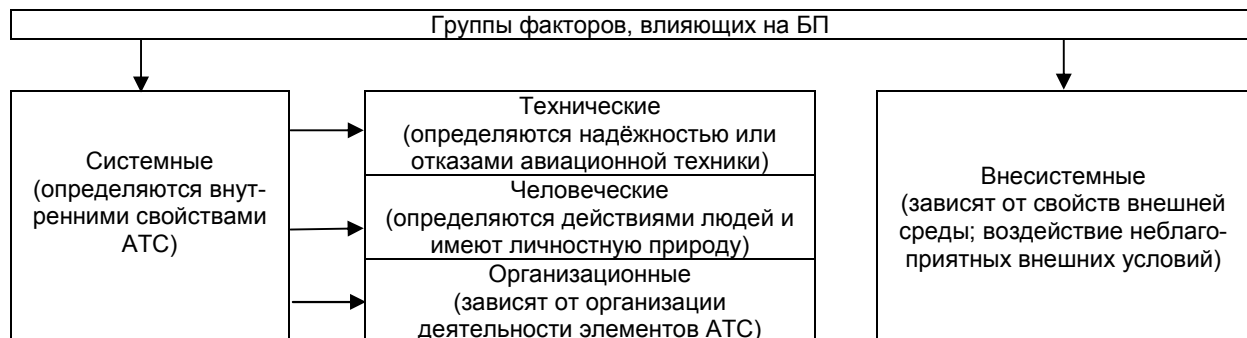 Группы факторов, влияющих на БП
Системные
(определяются внут-
ренними свойствами
АТС)
Технические
(определяются надёжностью или
отказами авиационной техники)
Человеческие
(определяются действиями людей и
имеют личностную природу)
Организационные
(зависят от организации
деятельности элементов АТС)
Внесистемные
(зависят от свойств внешней
среды; воздействие неблаго-
приятных внешних условий)